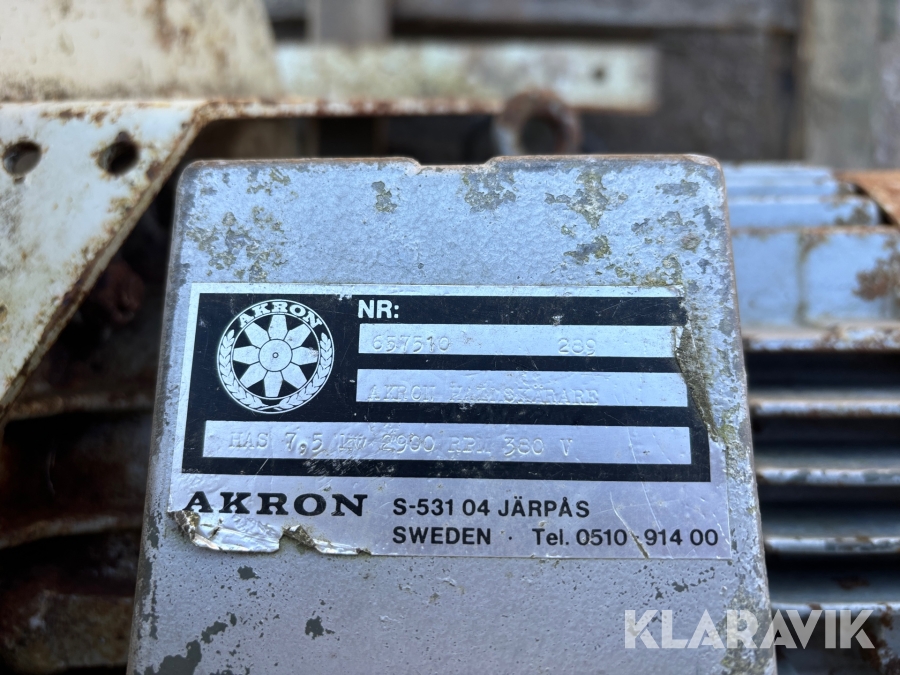 AKRON
NR:
657510 289
AKRON
HAS 7,5 kW 2900 RPM 380 V
AKRON S-531 04 JÄRPÅS
SWEDEN · Tel. 0510 - 914 00
KLARAVIK